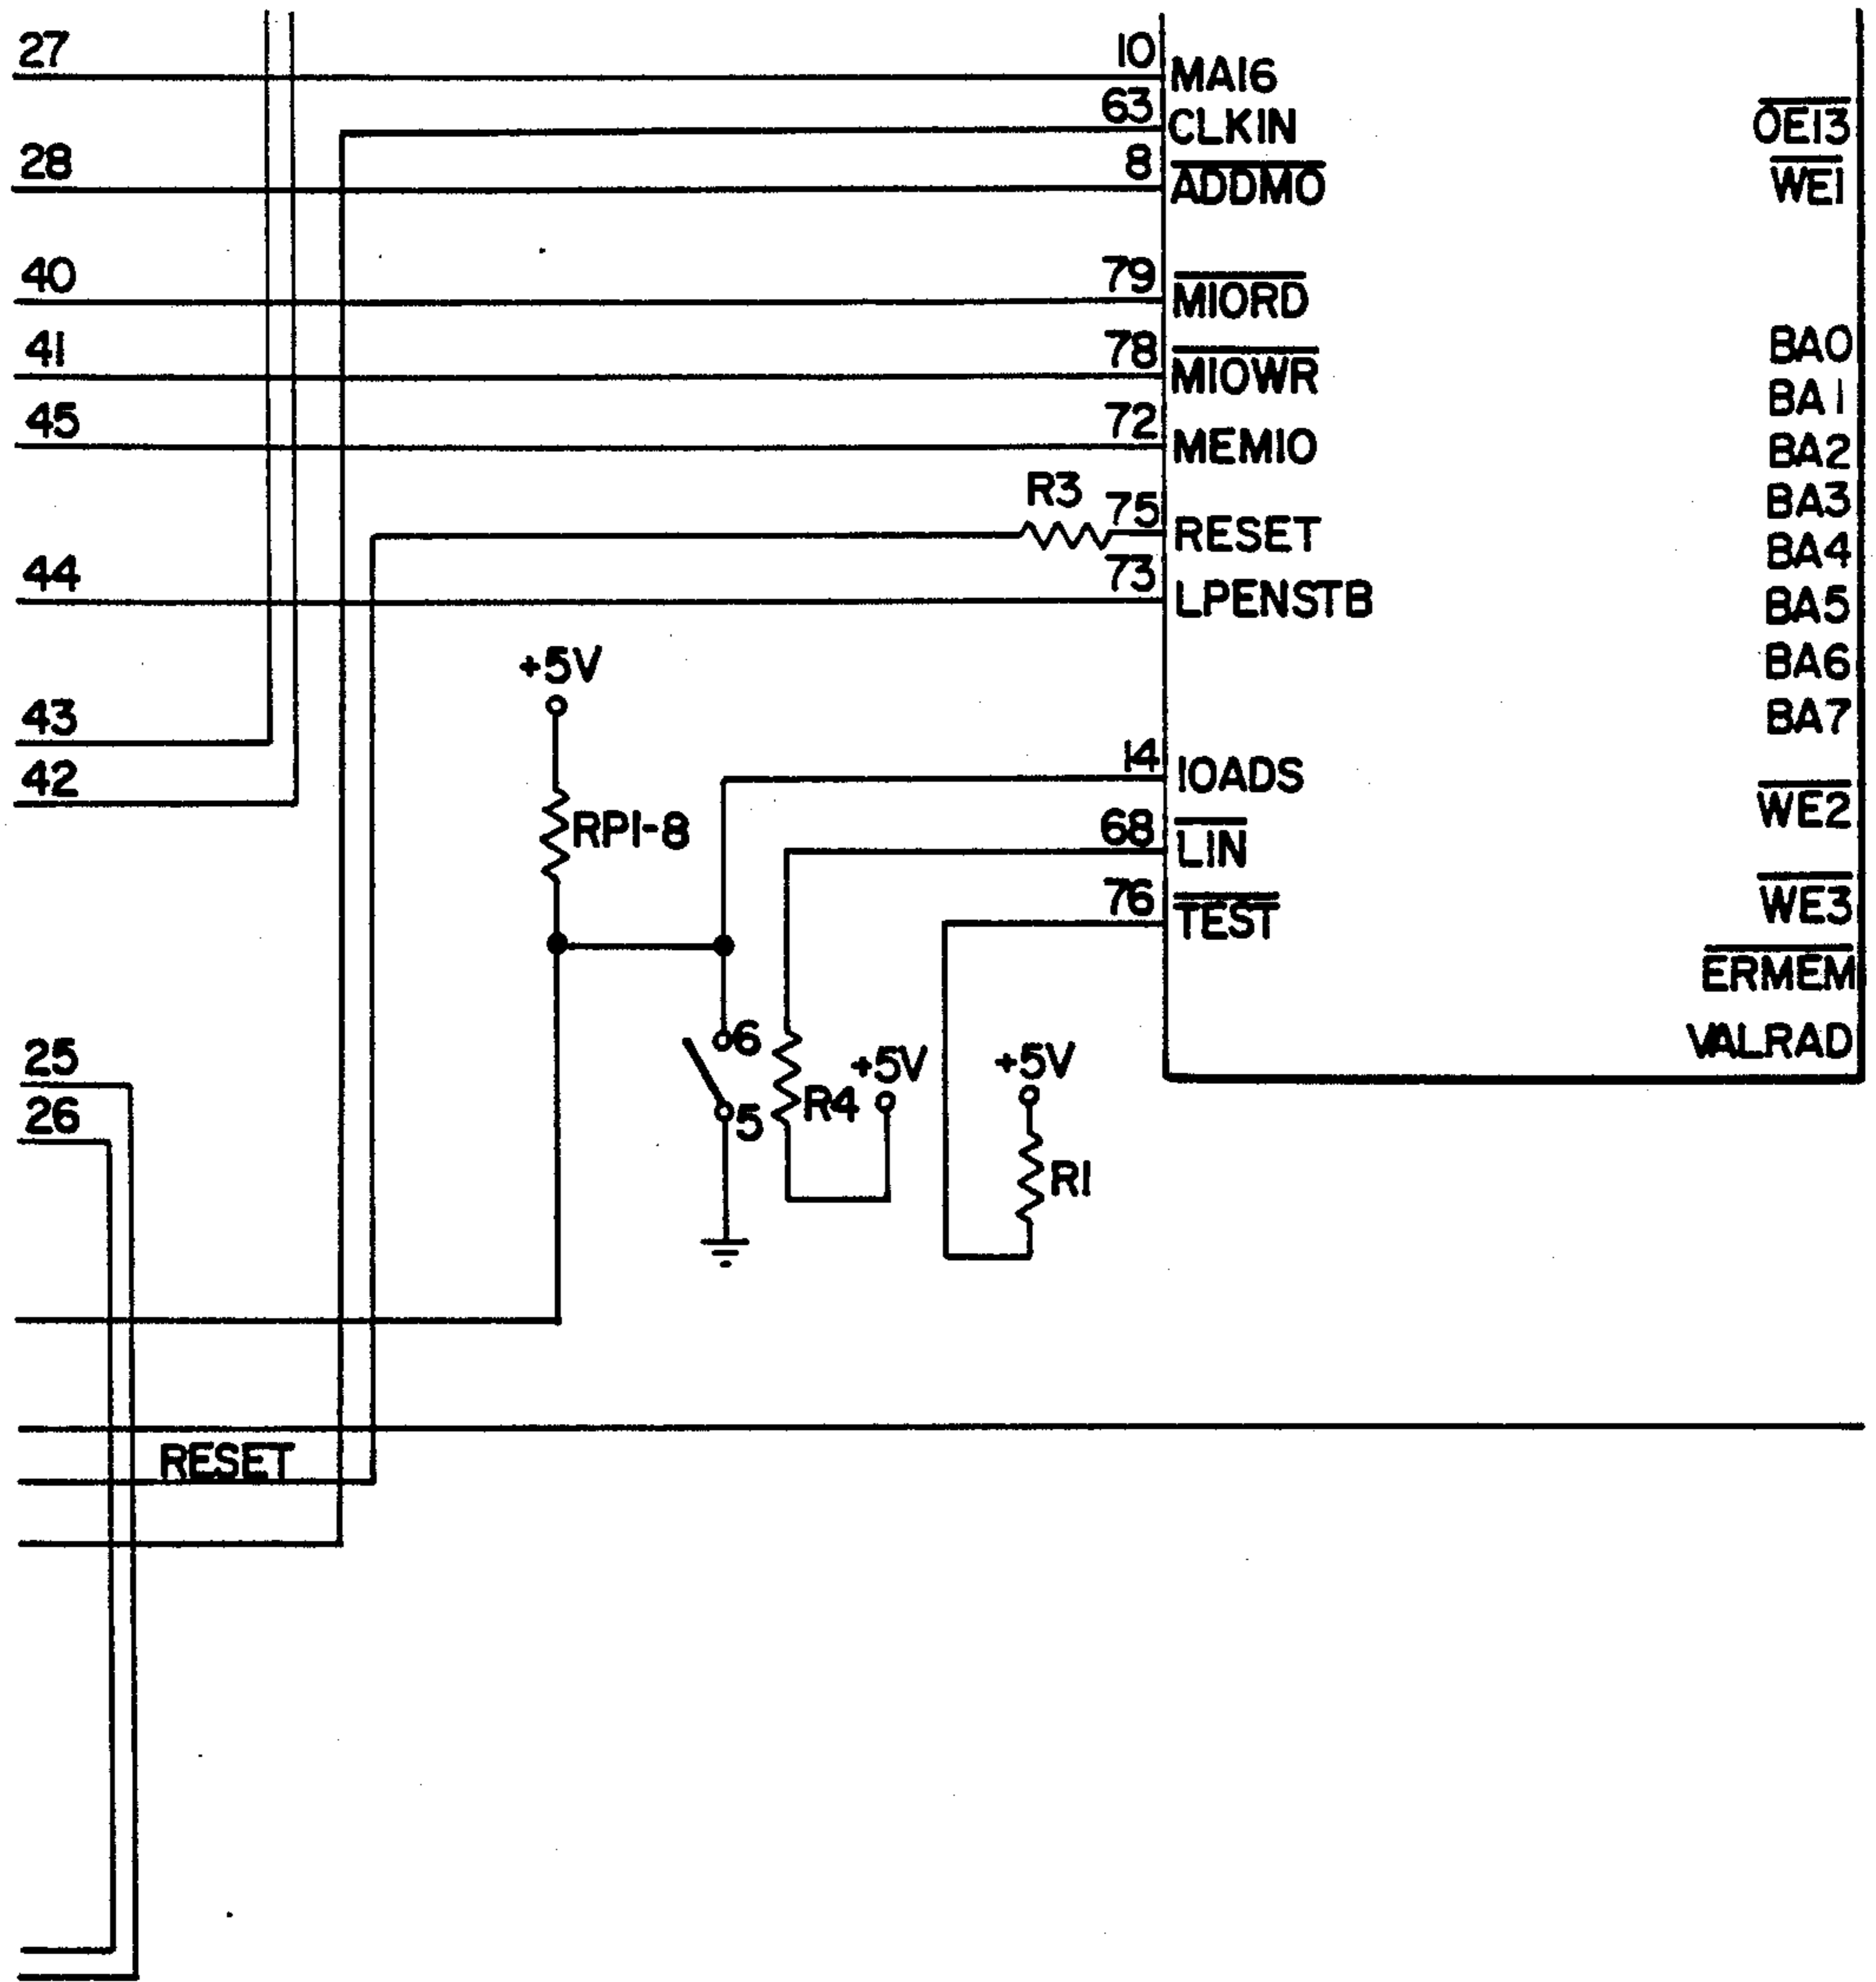 27
10
MA16
63
CLKIN
OE13
28
8
ADDMO
WE1
40
79
MIORD
41
78
MIOWR
BA0
BA1
45
72
MEMIO
BA2
R3
75
RESET
BA3
BA4
44
73
LPENSTB
BA5
+5V
BA6
43
BA7
42
14
IOADS
RP1-8
68
LIN
WE2
76
TEST
WE3
ERMEM
25
6
+5V
+5V
VALRAD
26
5
R4
R1
RESET